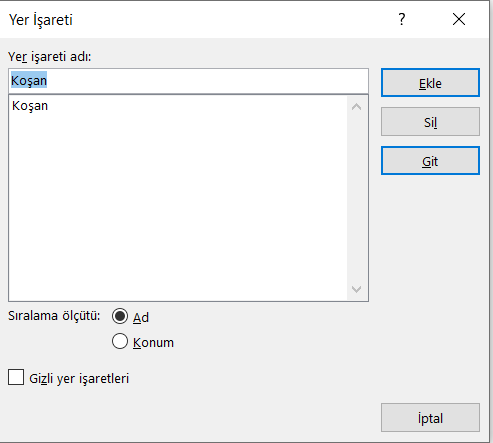 Yer İşareti
?
Yer işareti adı:
Koşan
Ekle
Koşan
Sil
Git
Sıralama ölçütü:
Ad
Konum
Gizli yer işaretleri
İptal